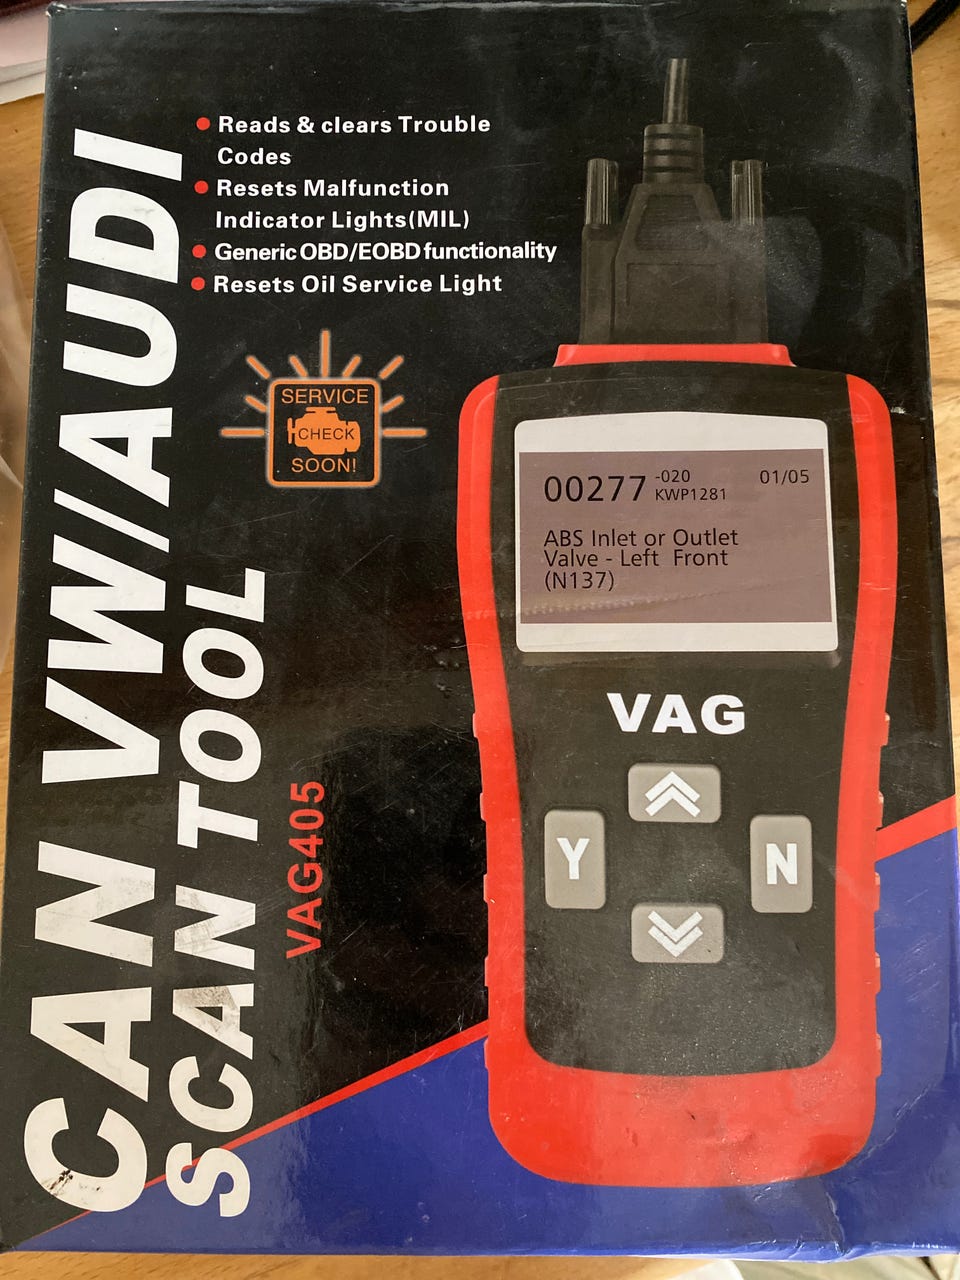 CAN VW/AUDI
SCAN TOOL
VAG405
Reads & clears Trouble
Codes
Resets Malfunction
Indicator Lights(MIL)
Generic OBD/EOBD functionality
Resets Oil Service Light
SERVICE
CHECK
SOON!
00277 -020 01/05
KWP1281
ABS Inlet or Outlet
Valve - Left Front
(N137)
VAG
Y
N